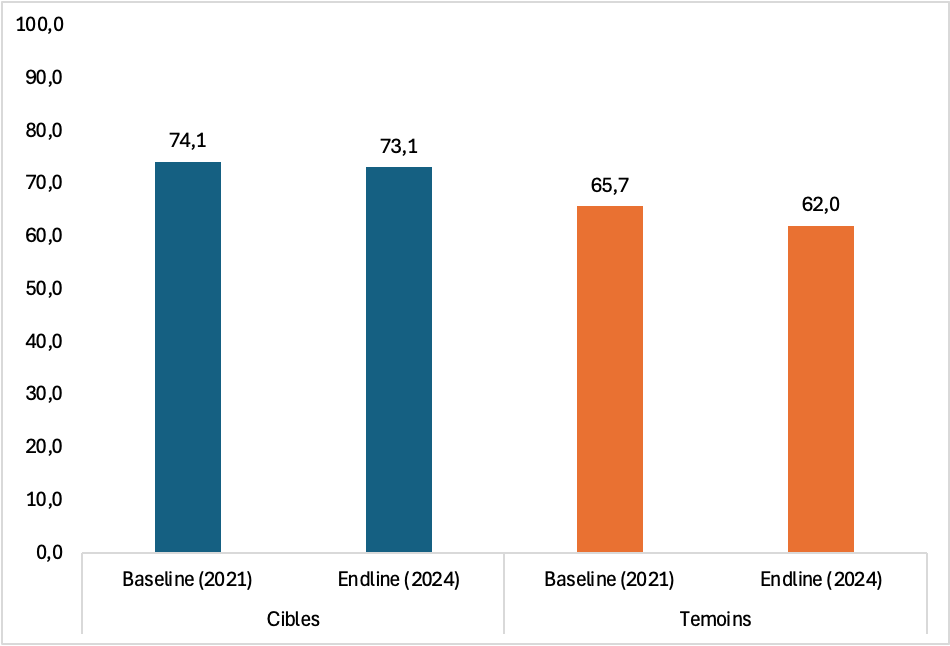 100,0
90,0
80,0
70,0
60,0
50,0
40,0
30,0
20,0
10,0
0,0
74,1
73,1
65,7
62,0
Baseline (2021)
Endline (2024)
Baseline (2021)
Endline (2024)
Cibles
Temoins